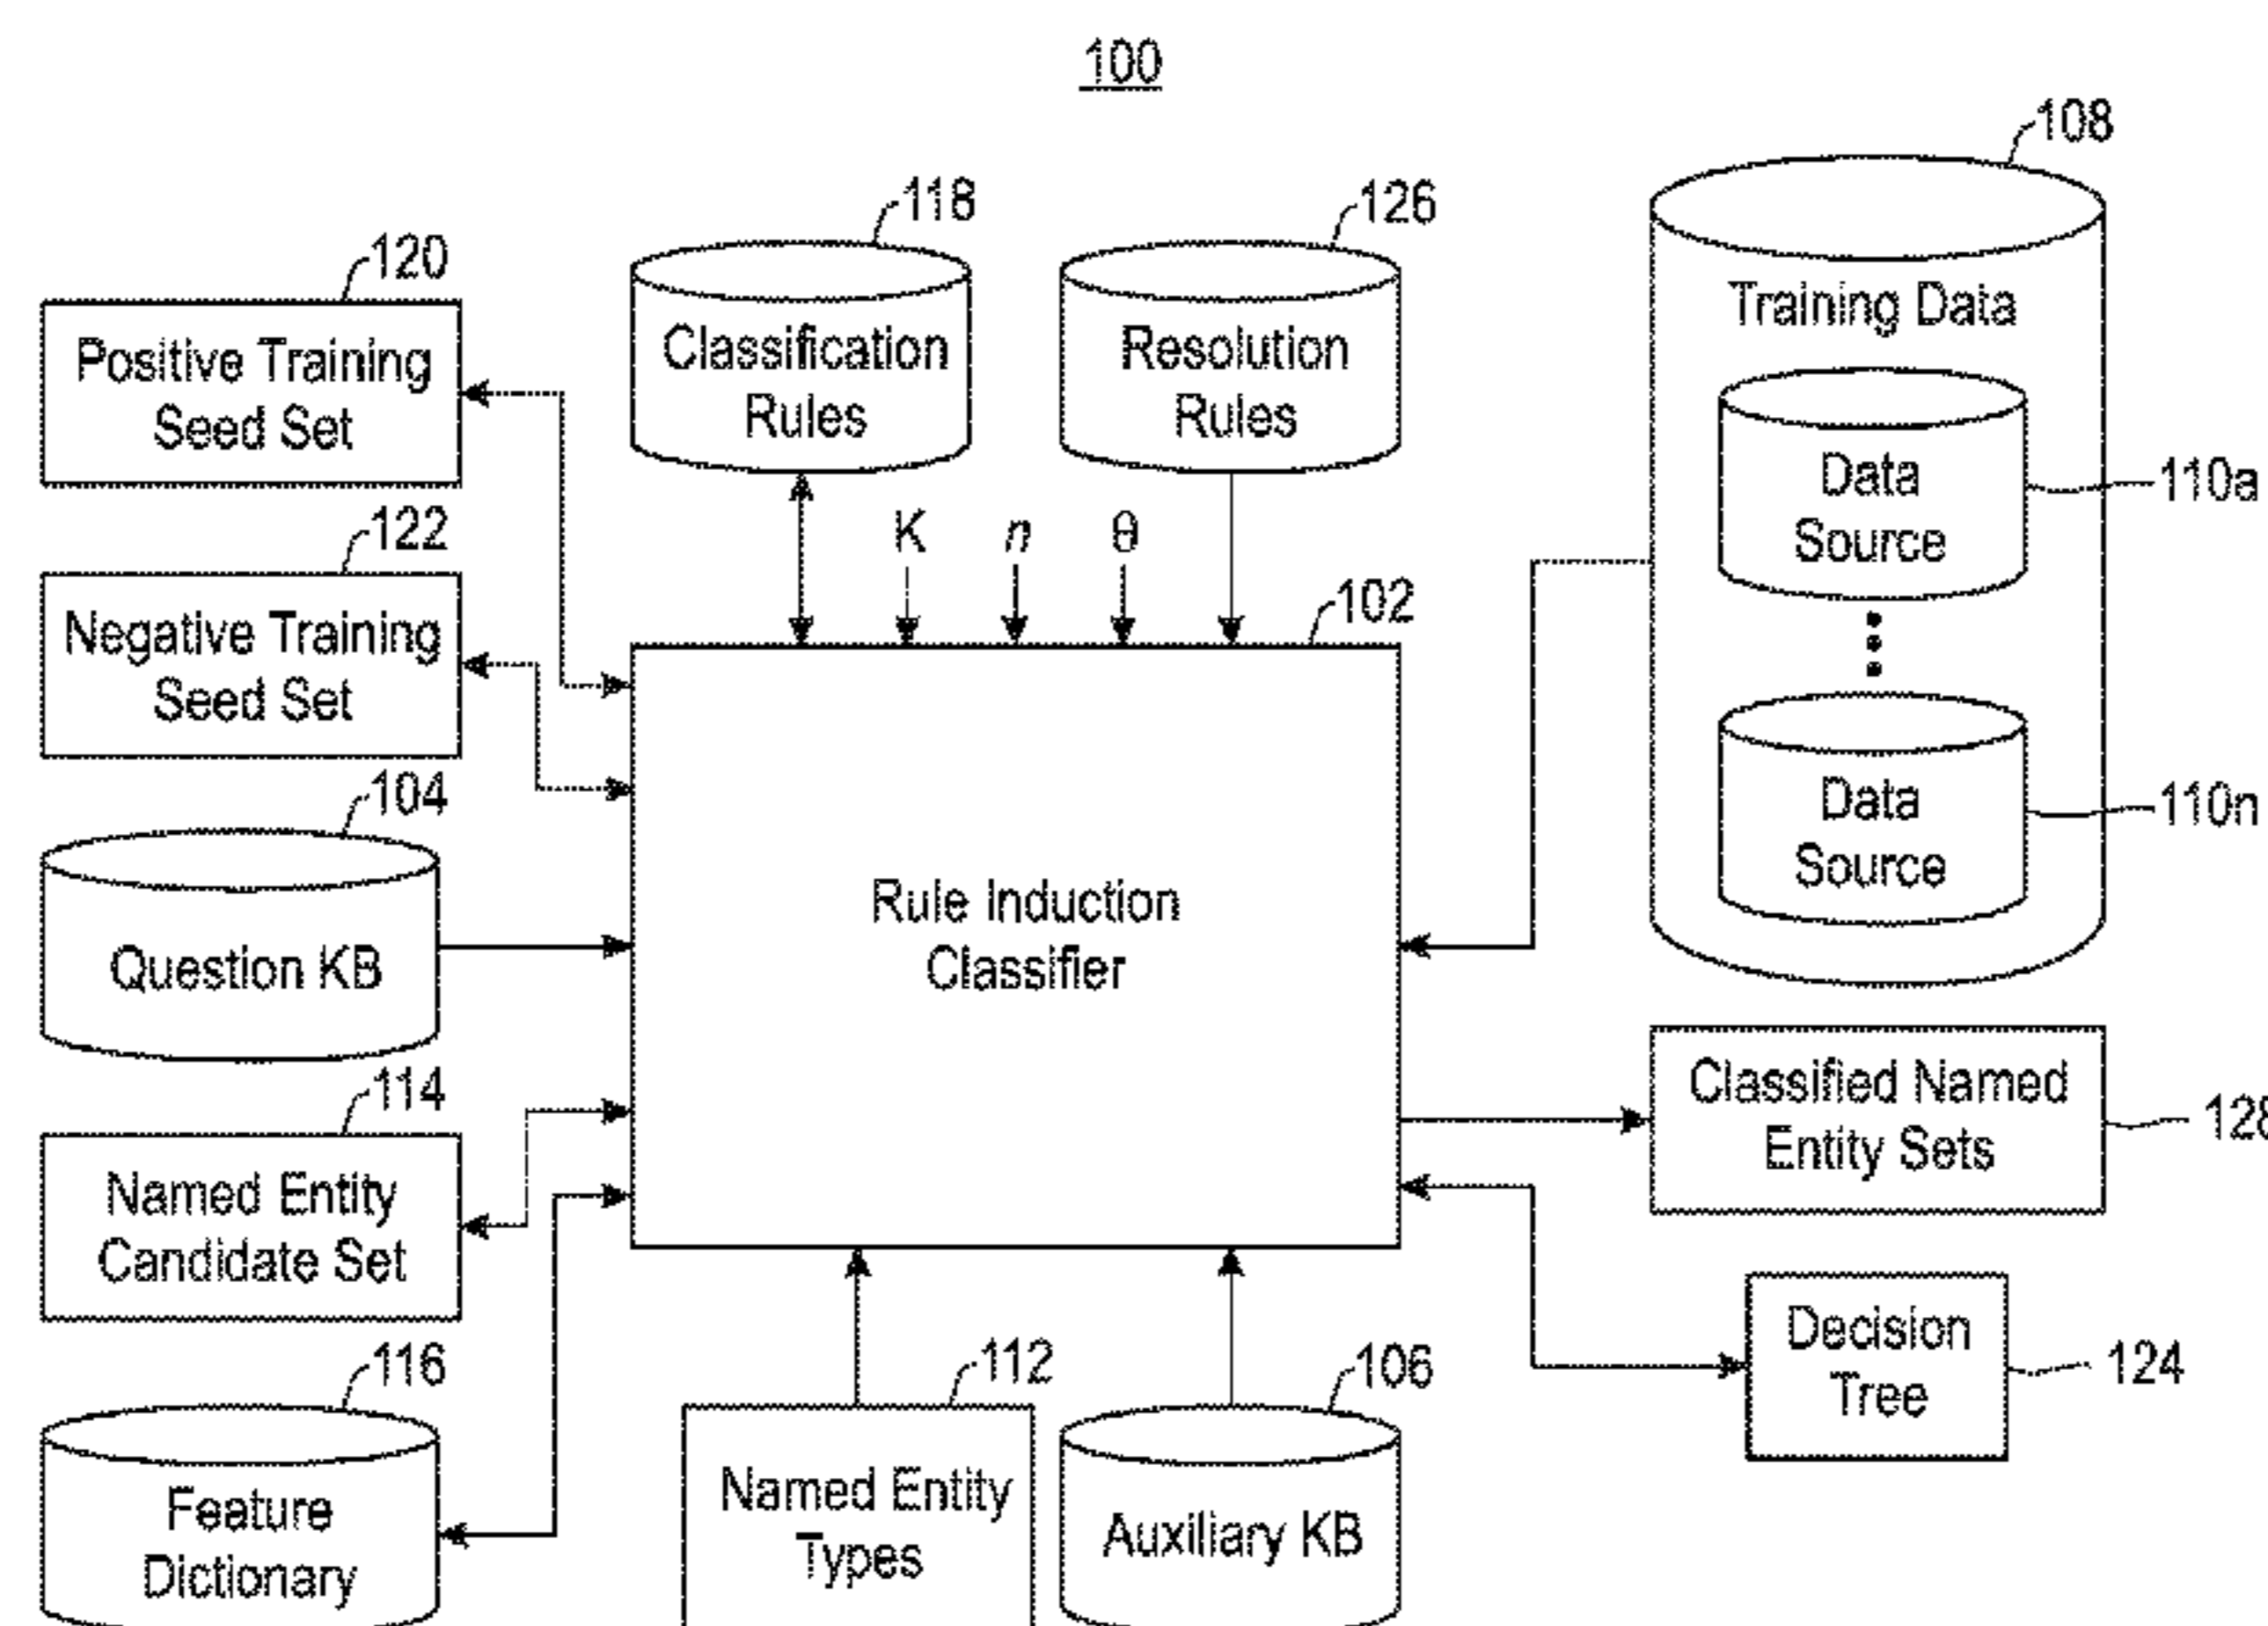 100
108
118
126
120
Training Data
Positive Training
Seed Set
Classification
Rules
Resolution
Rules
Data
Source
110a
122
K
n
θ
Negative Training
Seed Set
102
Data
Source
110n
104
Question KB
Rule Induction
Classifier
Classified Named
Entity Sets
128
114
Named Entity
Candidate Set
Decision
Tree
124
116
112
106
Feature
Dictionary
Named Entity
Types
Auxiliary KB